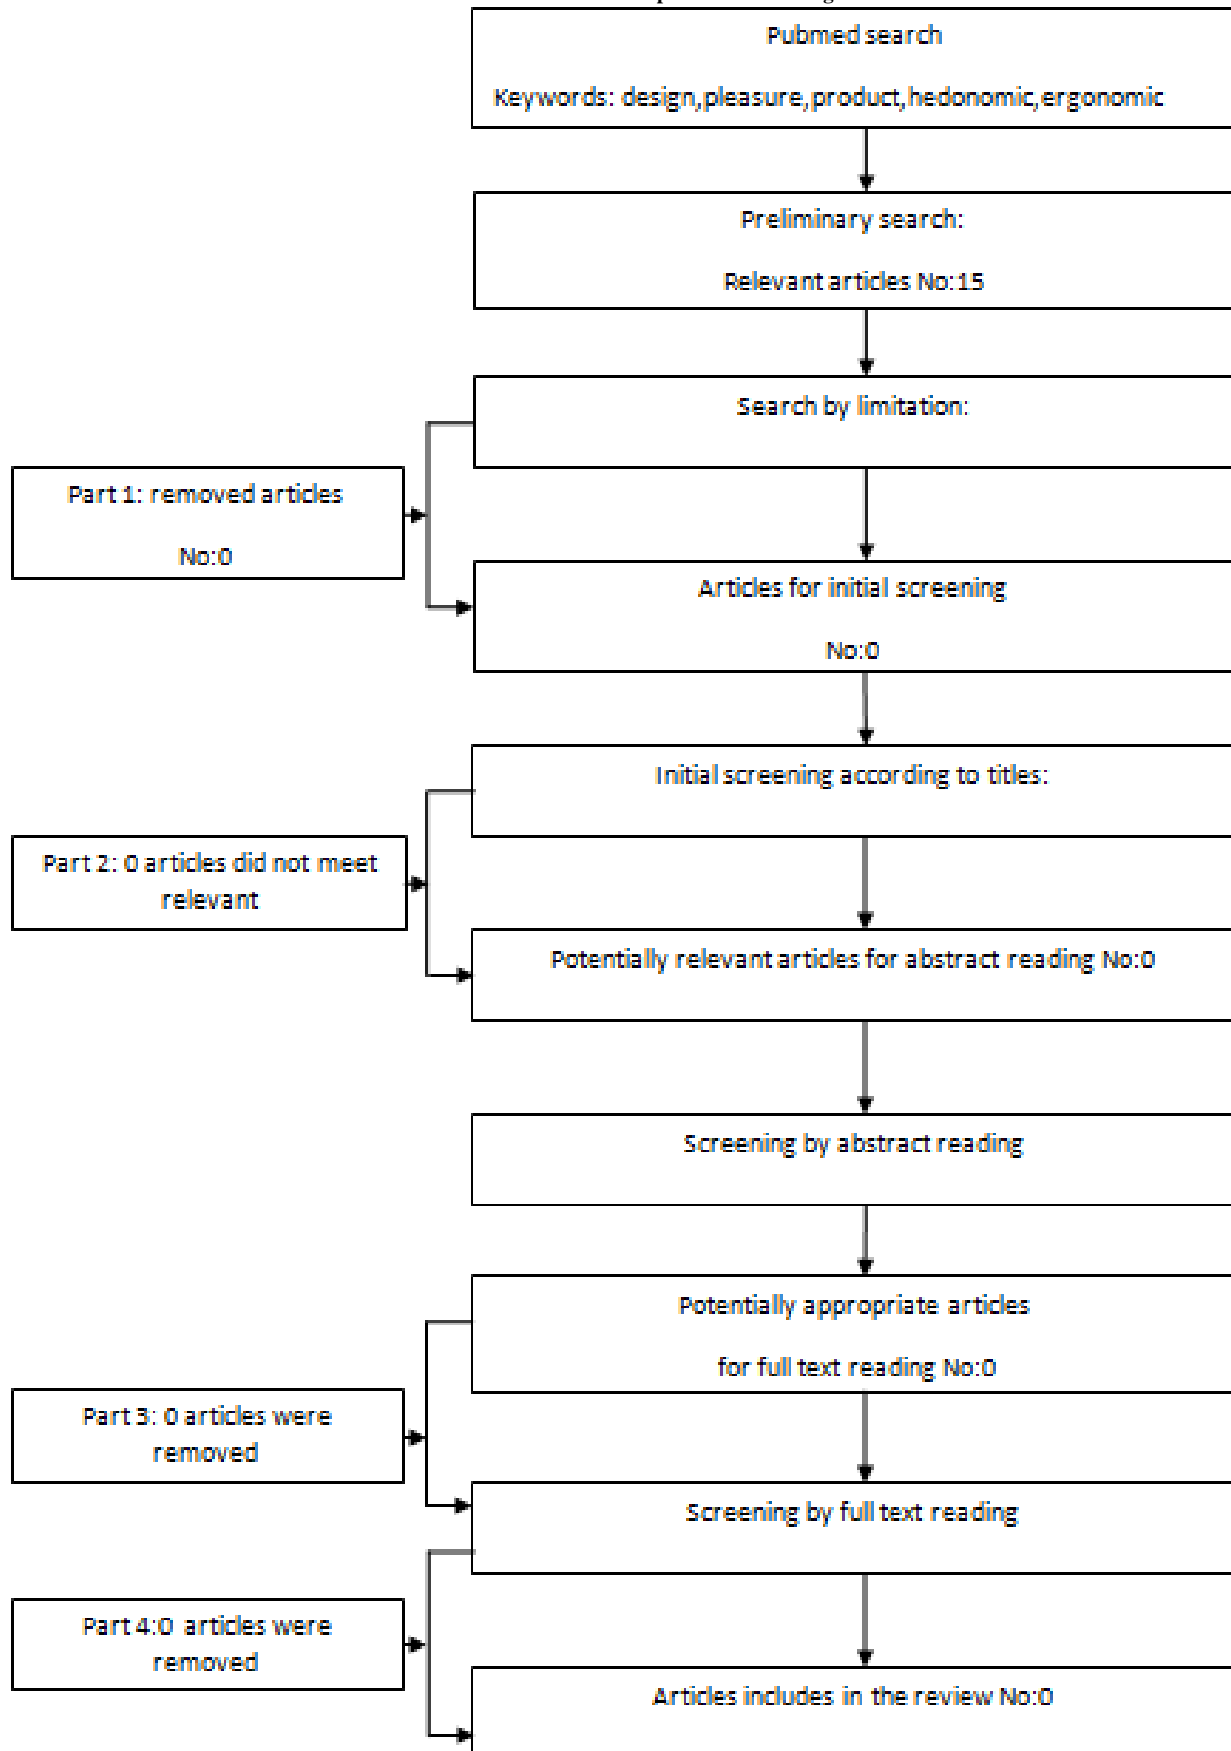 Pubmed search
Keywords: design,pleasure,product,hedonomic,ergonomic
Preliminary search:
Relevant articles No:15
Search by limitation:
Part 1: removed articles
No:0
Articles for initial screening
No:0
Initial screening according to titles:
Part 2: 0 articles did not meet
relevant
Potentially relevant articles for abstract reading No:0
Screening by abstract reading
Potentially appropriate articles
for full text reading No:0
Part 3: 0 articles were
removed
Screening by full text reading
Part 4:0 articles were
removed
Articles includes in the review No:0